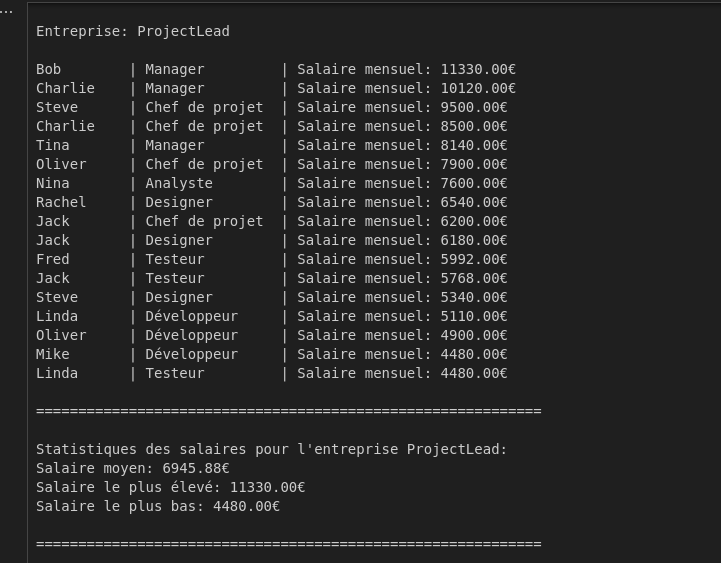 Entreprise: ProjectLead
Bob | Manager | Salaire mensuel: 11330.00€
Charlie | Manager | Salaire mensuel: 10120.00€
Steve | Chef de projet | Salaire mensuel: 9500.00€
Charlie | Chef de projet | Salaire mensuel: 8500.00€
Tina | Manager | Salaire mensuel: 8140.00€
Oliver | Chef de projet | Salaire mensuel: 7900.00€
Nina | Analyste | Salaire mensuel: 7600.00€
Rachel | Designer | Salaire mensuel: 6540.00€
Jack | Chef de projet | Salaire mensuel: 6200.00€
Jack | Designer | Salaire mensuel: 6180.00€
Fred | Testeur | Salaire mensuel: 5992.00€
Jack | Testeur | Salaire mensuel: 5768.00€
Steve | Designer | Salaire mensuel: 5340.00€
Linda | Développeur | Salaire mensuel: 5110.00€
Oliver | Développeur | Salaire mensuel: 4900.00€
Mike | Développeur | Salaire mensuel: 4480.00€
Linda | Testeur | Salaire mensuel: 4480.00€
============================================================
Statistiques des salaires pour l'entreprise ProjectLead:
Salaire moyen: 6945.88€
Salaire le plus élevé: 11330.00€
Salaire le plus bas: 4480.00€
============================================================